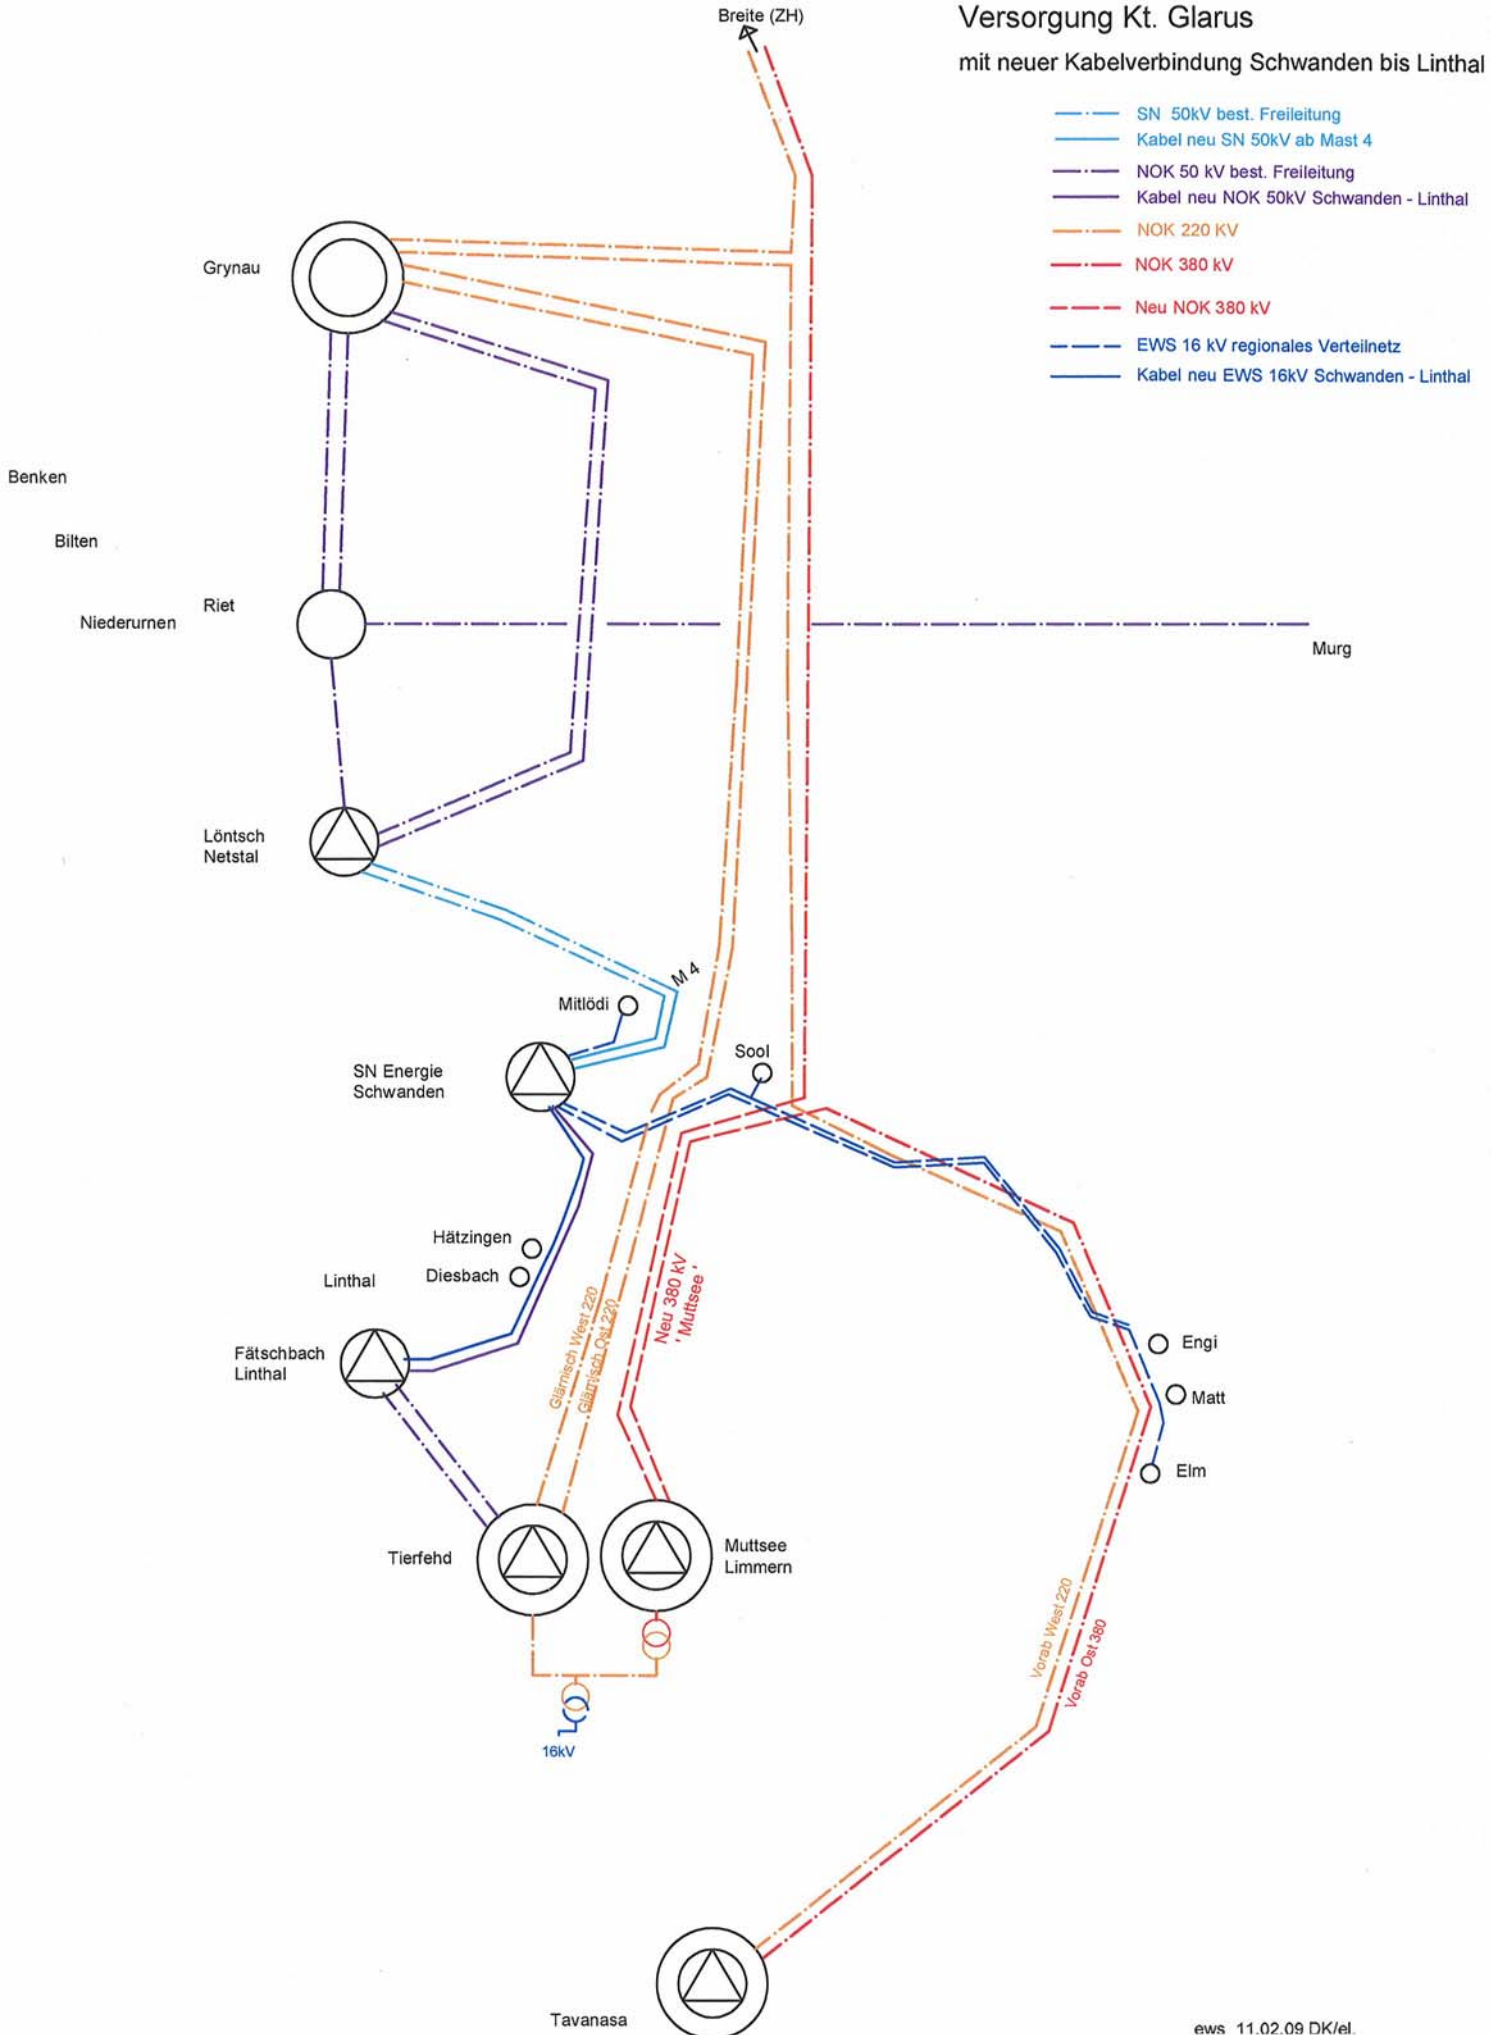 Breite (ZH)
Versorgung Kt. Glarus
mit neuer Kabelverbindung Schwanden bis Linthal
SN 50kV best. Freileitung
Kabel neu SN 50kV ab Mast 4
NOK 50 kV best. Freileitung
Kabel neu NOK 50kV Schwanden - Linthal
NOK 220 KV
NOK 380 kV
Neu NOK 380 kV
EWS 16 kV regionales Verteilnetz
Kabel neu EWS 16kV Schwanden - Linthal
Grynau
Benken
Bilten
Riet
Niederurnen
Murg
Löntsch
Netstal
M 4
Mitlödi
Sool
SN Energie
Schwanden
Hätzingen
Diesbach
Linthal
Fätschbach
Linthal
Glärnisch West 220
Glärnisch Ost 220
Neu 380 kV
' Muttsee '
Engi
Matt
Elm
Tierfehd
Muttsee
Limmern
Vorab West 220
Vorab Ost 380
16kV
Tavanasa
ews 11.02.09 DK/el.